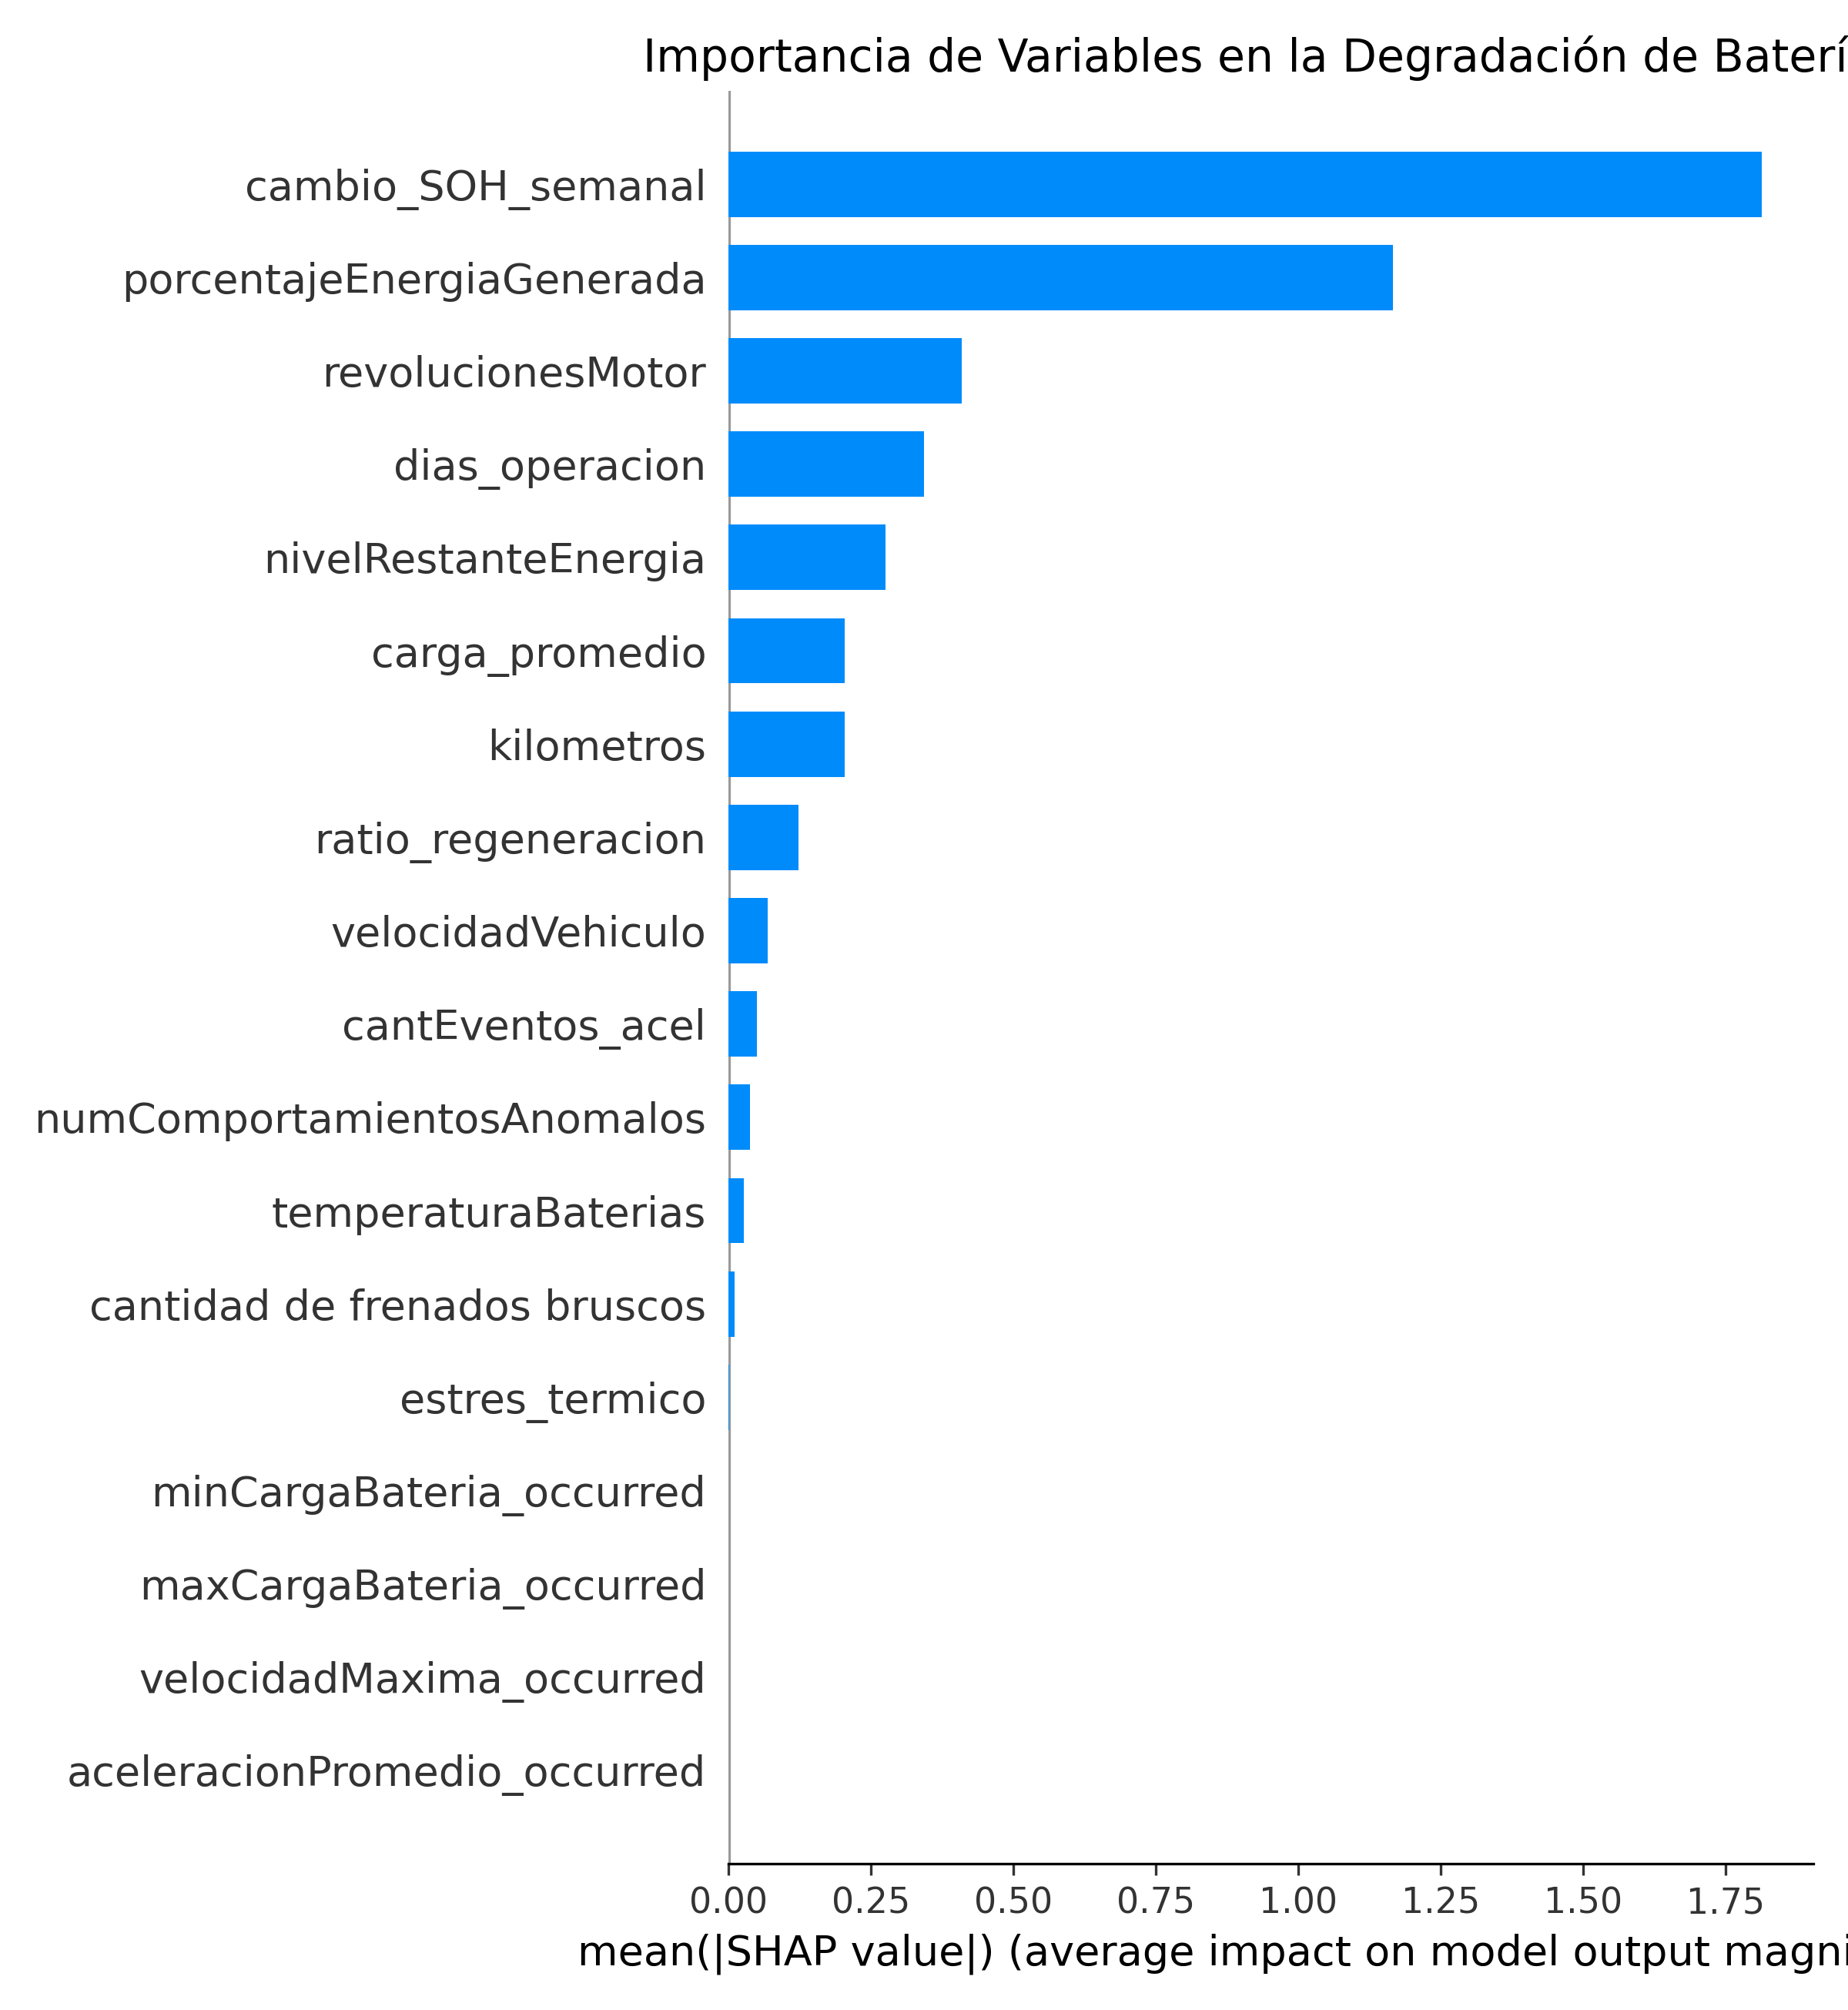 Importancia de Variables en la Degradación de Baterí
cambio_SOH_semanal
porcentajeEnergiaGenerada
revolucionesMotor
dias_operacion
nivelRestanteEnergia
carga_promedio
kilometros
ratio_regeneracion
velocidadVehiculo
cantEventos_acel
numComportamientosAnomalos
temperaturaBaterias
cantidad de frenados bruscos
estres_termico
minCargaBateria_occurred
maxCargaBateria_occurred
velocidadMaxima_occurred
aceleracionPromedio_occurred
0.00 0.25 0.50 0.75 1.00 1.25 1.50 1.75
mean(|SHAP value|) (average impact on model output magni